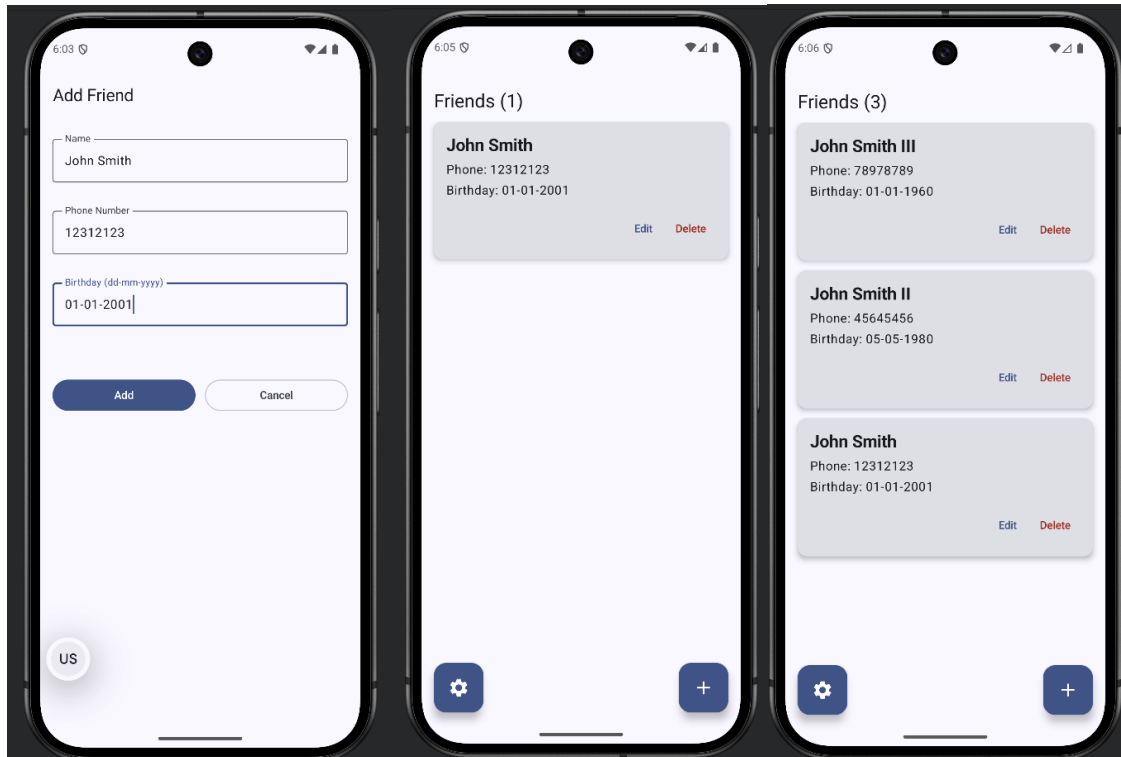 6:03
Add Friend
Name
John Smith
Phone Number
12312123
Birthday (dd-mm-yyyy)
01-01-2001
Add
Cancel
US
6:05
Friends (1)
John Smith
Phone: 12312123
Birthday: 01-01-2001
Edit
Delete
6:06
Friends (3)
John Smith III
Phone: 78978789
Birthday: 01-01-1960
Edit
Delete
John Smith II
Phone: 45645456
Birthday: 05-05-1980
Edit
Delete
John Smith
Phone: 12312123
Birthday: 01-01-2001
Edit
Delete